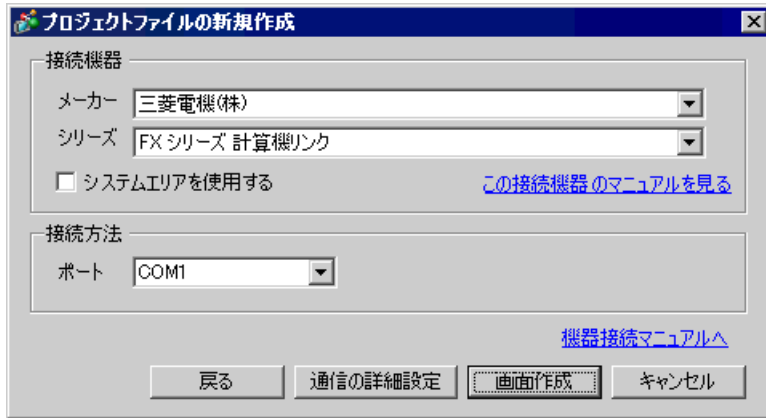 プロジェクトファイルの新規作成
接続機器
メーカー 三菱電機(株)
シリーズ FX シリーズ 計算機リンク
システムエリアを使用する この接続機器のマニュアルを見る
接続方法
ポート COM1
機器接続マニュアルへ
戻る 通信の詳細設定 画面作成 キャンセル